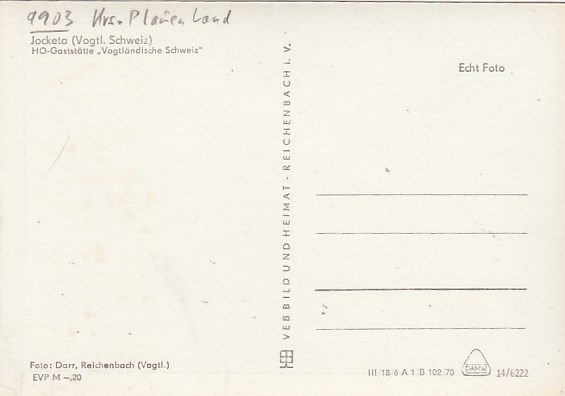 9903 Krs. Plauen Land
Jocketa (Vogtl. Schweiz)
HO-Gaststätte „Vogtländische Schweiz"
Echt Foto
VEB BILD UND HEIMAT · REICHENBACH i. V.
Foto: Darr, Reichenbach (Vogtl.)
EVP M –,20
III/18/6 A 1/B 102/70 DAMW 14/6222